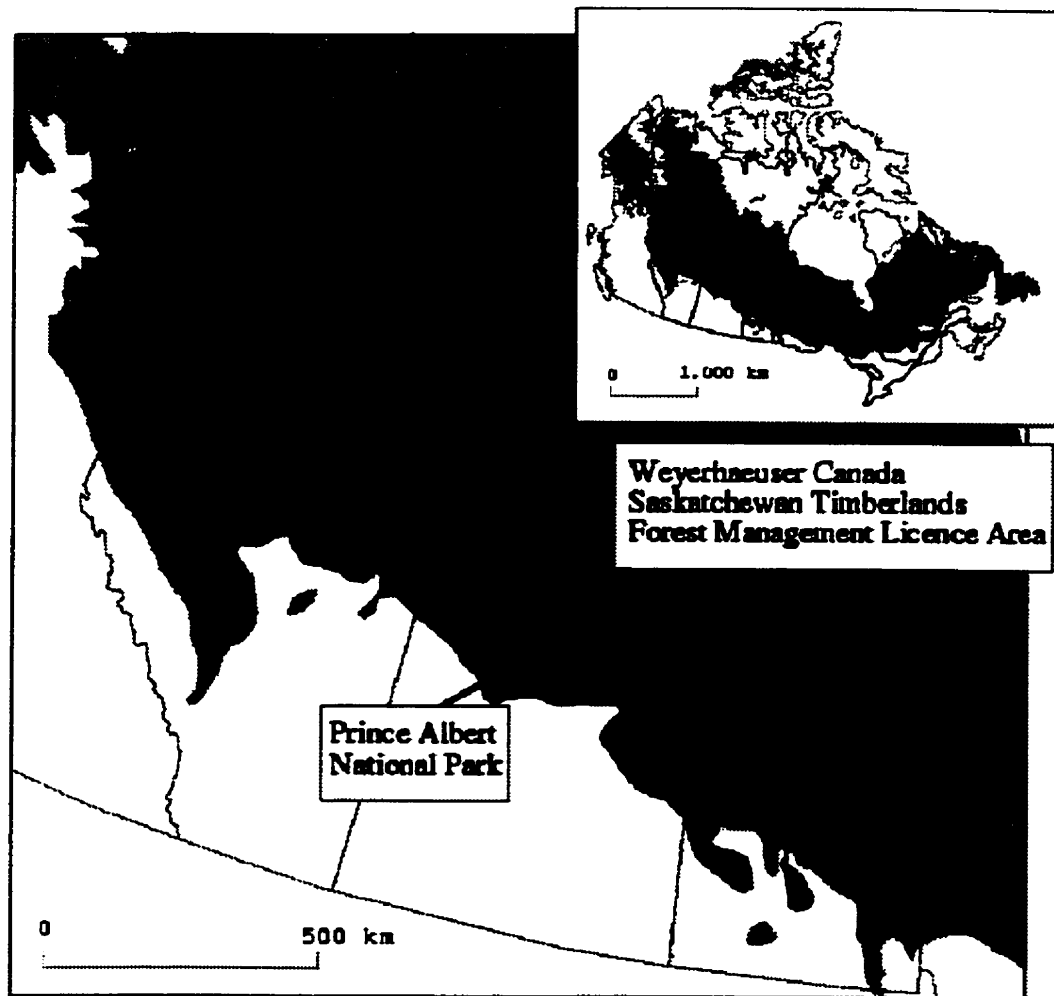 0 1,000 km
Weyerhaeuser Canada
Saskatchewan Timberlands
Forest Management Licence Area
Prince Albert
National Park
0 500 km